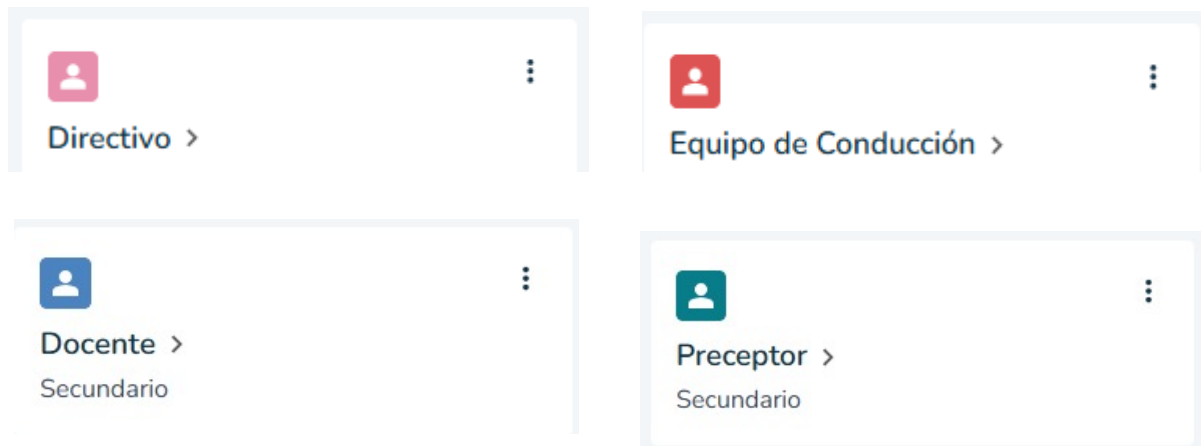 Directivo >
Equipo de Conducción >
Docente >
Secundario
Preceptor >
Secundario